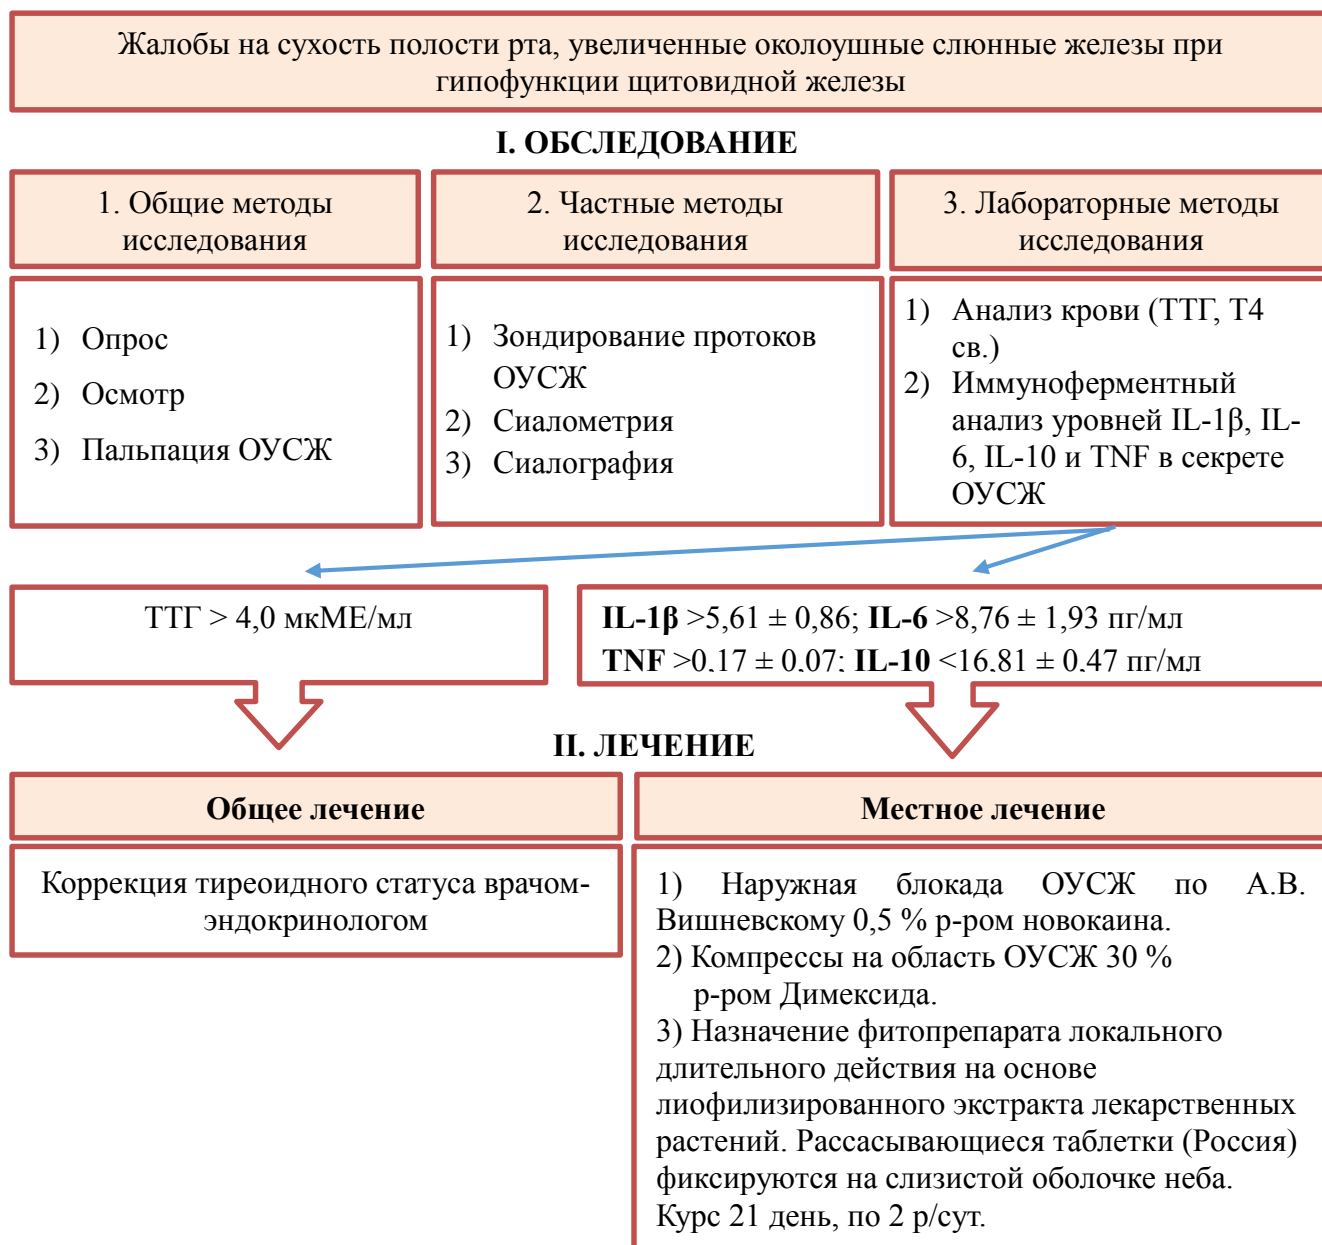 Жалобы на сухость полости рта, увеличенные околоушные слюнные железы при
гипофункции щитовидной железы
I. ОБСЛЕДОВАНИЕ
1. Общие методы
исследования
2. Частные методы
исследования
3. Лабораторные методы
исследования
1) Опрос
2) Осмотр
3) Пальпация ОУСЖ
1) Зондирование протоков
ОУСЖ
2) Сиалометрия
3) Сиалография
1) Анализ крови (ТТГ, Т4
св.)
2) Иммуноферментный
анализ уровней IL-1β, IL-
6, IL-10 и TNF в секрете
ОУСЖ
ТТГ > 4,0 мкМЕ/мл
IL-1β >5,61 ± 0,86; IL-6 >8,76 ± 1,93 пг/мл
TNF >0,17 ± 0,07; IL-10 <16,81 ± 0,47 пг/мл
II. ЛЕЧЕНИЕ
Общее лечение
Местное лечение
Коррекция тиреоидного статуса врачом-
эндокринологом
1) Наружная блокада ОУСЖ по А.В.
Вишневскому 0,5 % р-ром новокаина.
2) Компрессы на область ОУСЖ 30 %
р-ром Димексида.
3) Назначение фитопрепарата локального
длительного действия на основе
лиофилизированного экстракта лекарственных
растений. Рассасывающиеся таблетки (Россия)
фиксируются на слизистой оболочке неба.
Курс 21 день, по 2 р/сут.